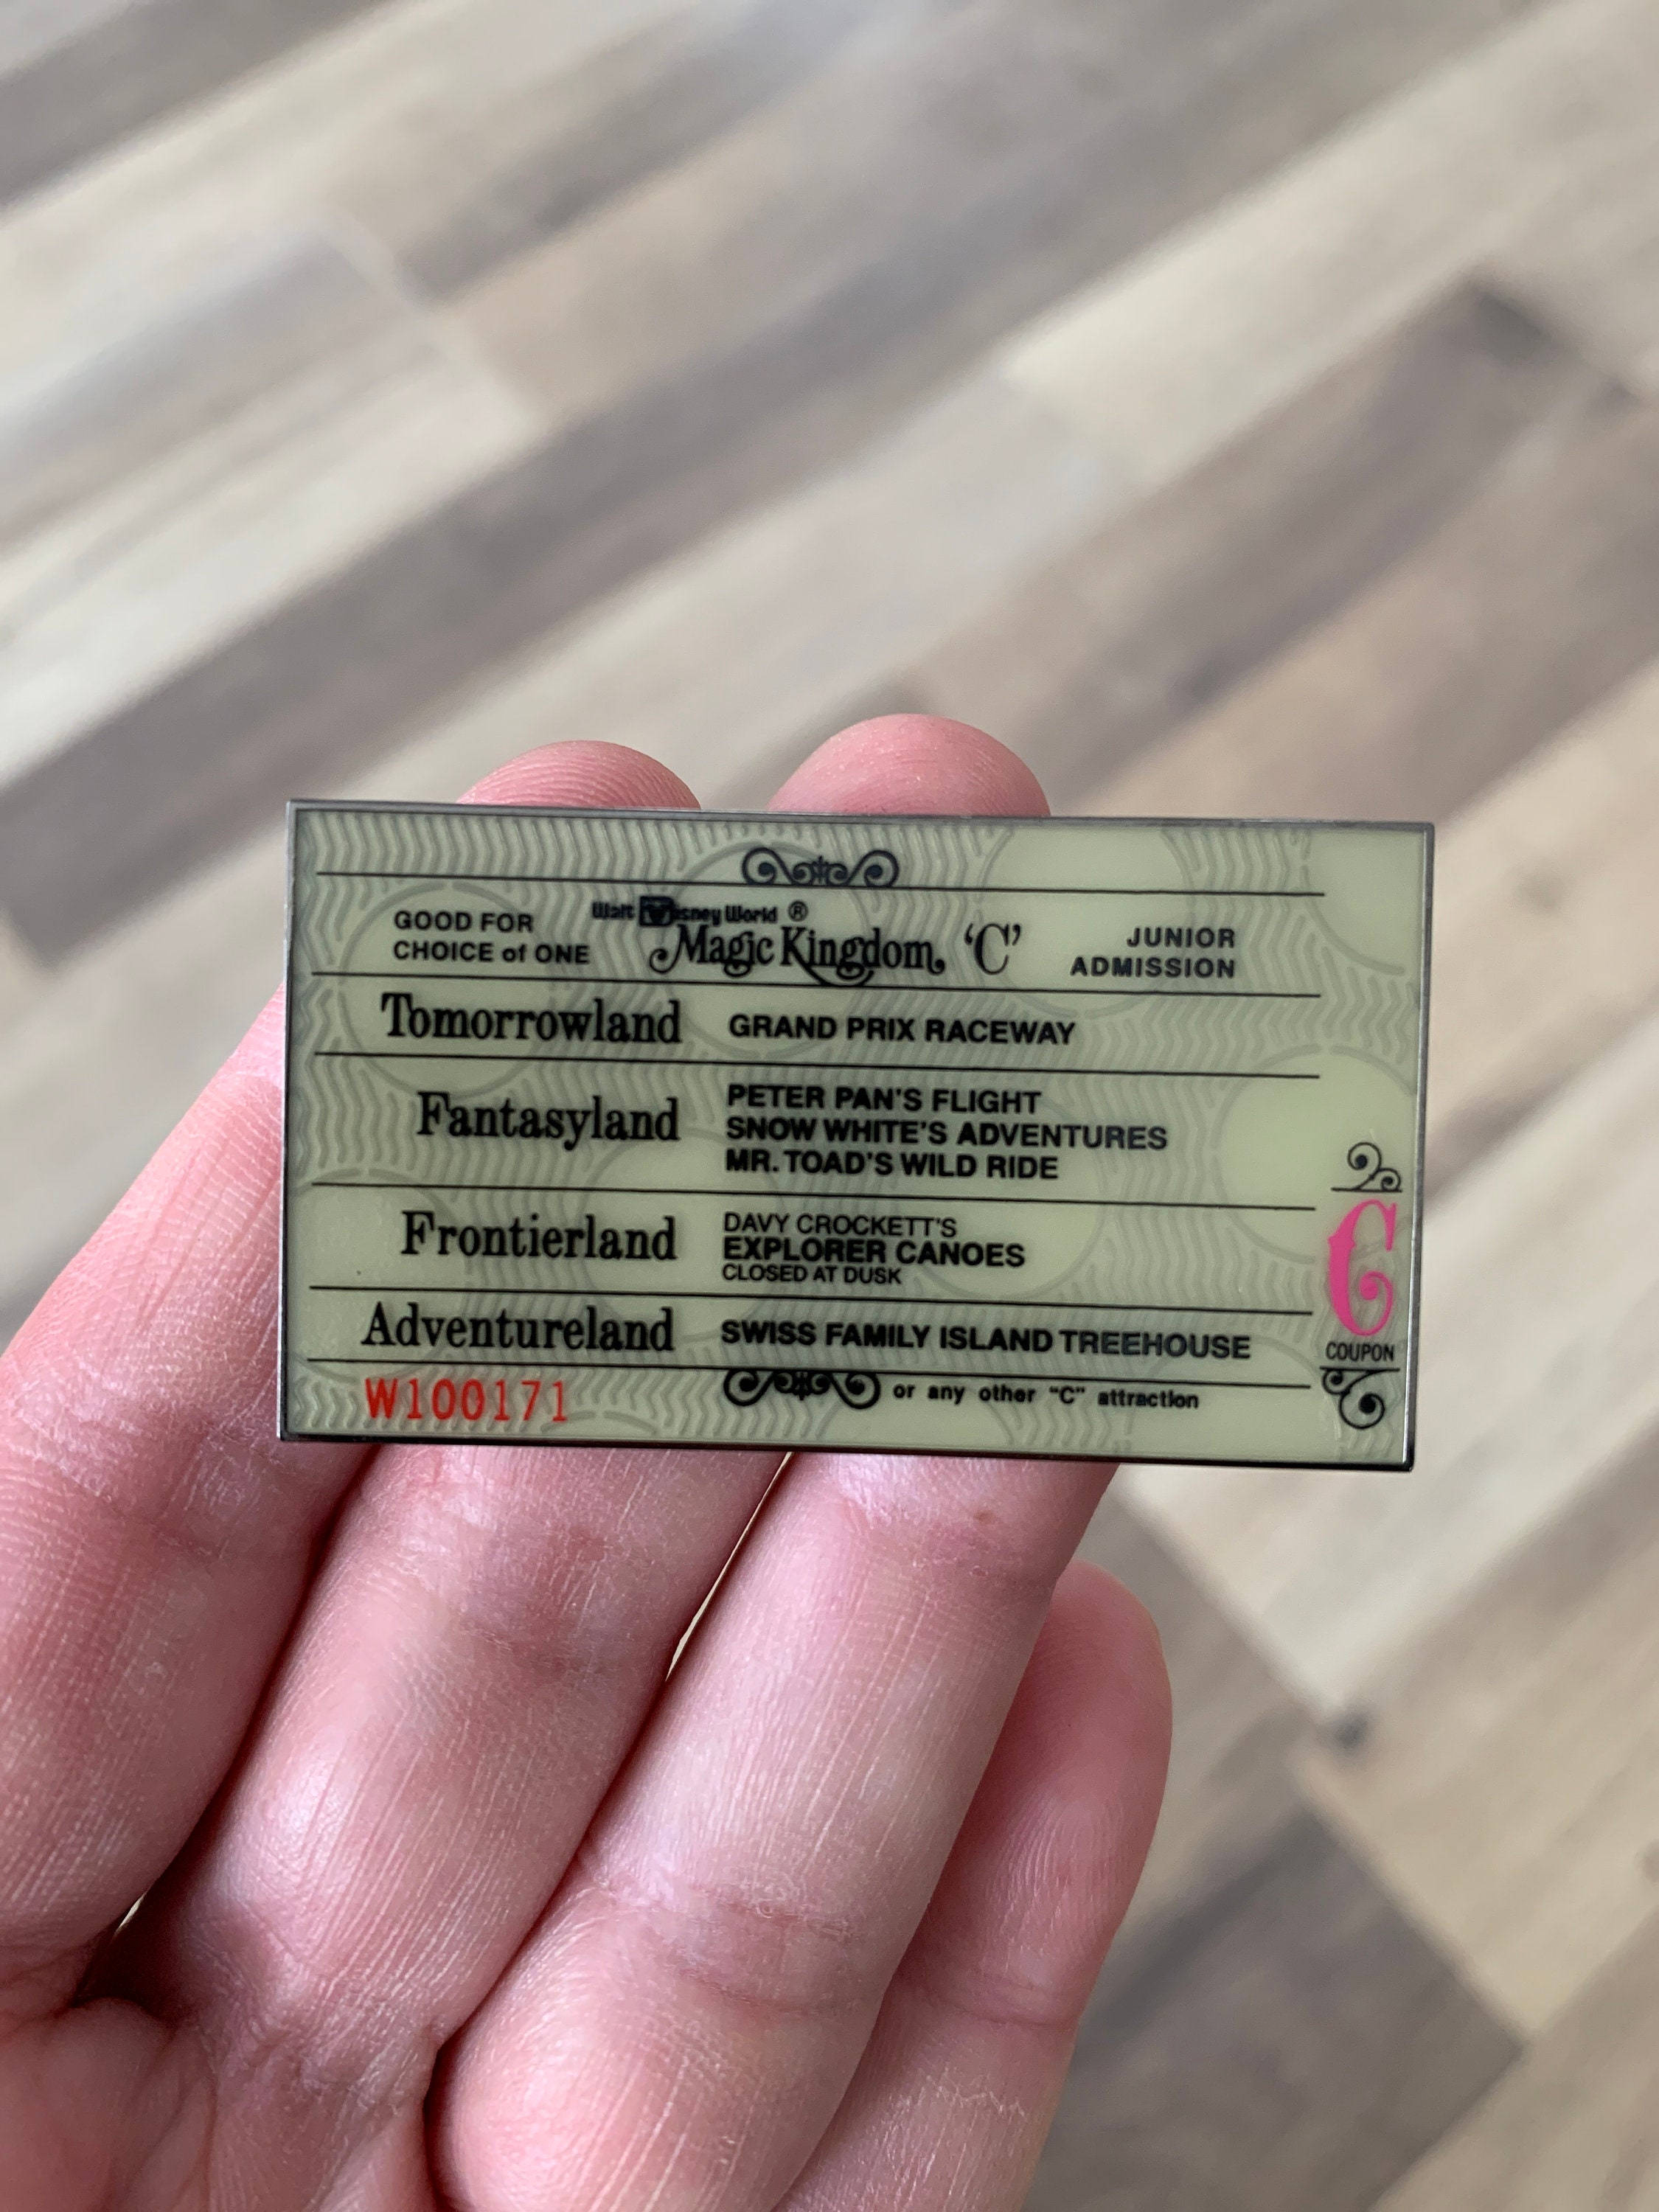 Walt Disney World ®
GOOD FOR
CHOICE of ONE
Magic Kingdom, 'C'
JUNIOR
ADMISSION
Tomorrowland GRAND PRIX RACEWAY
Fantasyland PETER PAN'S FLIGHT
SNOW WHITE'S ADVENTURES
MR. TOAD'S WILD RIDE
Frontierland DAVY CROCKETT'S
EXPLORER CANOES
CLOSED AT DUSK
Adventureland SWISS FAMILY ISLAND TREEHOUSE
C
COUPON
W100171 or any other "C" attraction